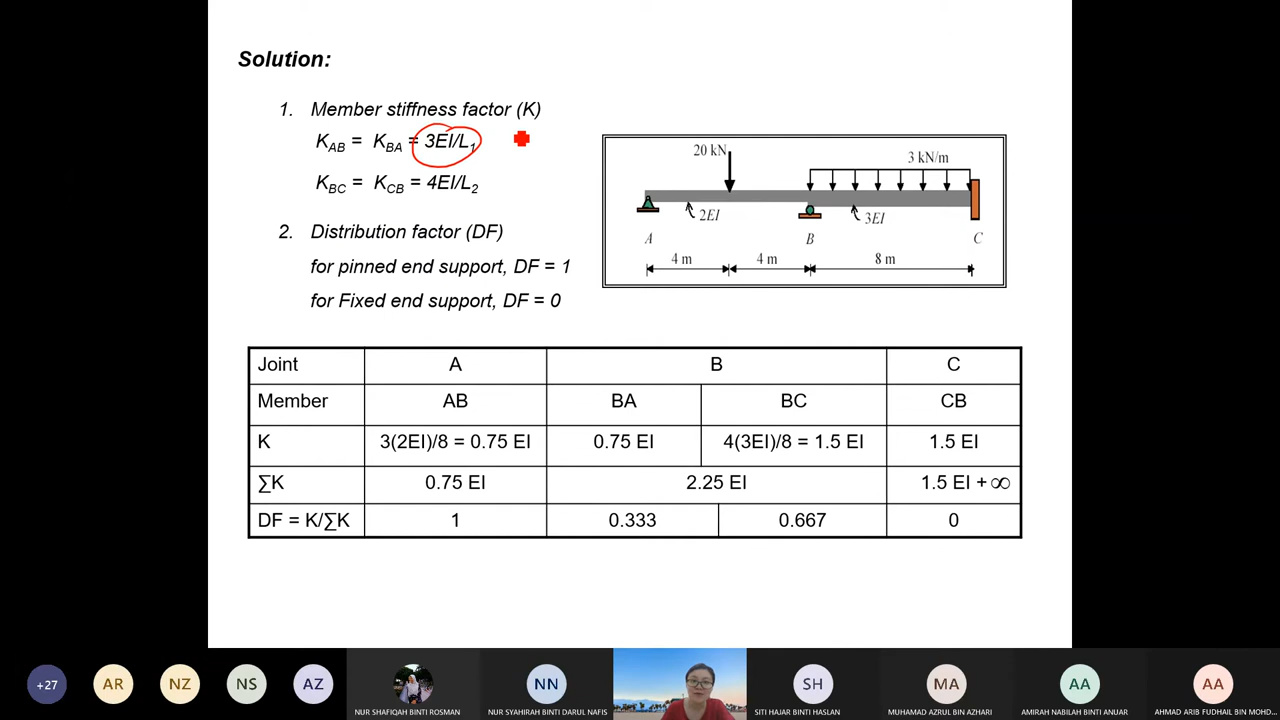 Solution:
1. Member stiffness factor (K)
K_AB = K_BA = 3EI/L_1
K_BC = K_CB = 4EI/L_2
2. Distribution factor (DF)
for pinned end support, DF = 1
for Fixed end support, DF = 0
20 kN
3 kN/m
2EI
3EI
A B C
4 m 4 m 8 m
Joint A B C
Member AB BA BC CB
K 3(2EI)/8 = 0.75 EI 0.75 EI 4(3EI)/8 = 1.5 EI 1.5 EI
∑K 0.75 EI 2.25 EI 1.5 EI + ∞
DF = K/∑K 1 0.333 0.667 0
+27 AR NZ NS AZ NN SH MA AA AA
NUR SHAFIQAH BINTI ROSMAN NUR SYAHIRAH BINTI DARUL NAFIS SITI HAJAR BINTI HASLAN MUHAMAD AZRUL BIN AZHARI AMIRAH NABILAH BINTI ANUAR AHMAD ARIB FUDHAIL BIN MOHD...